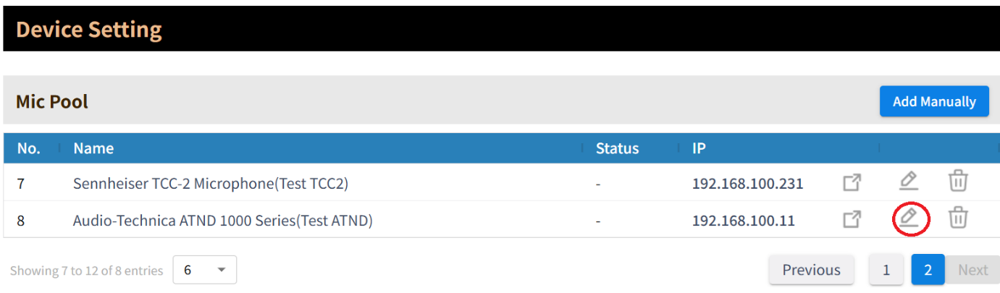 Device Setting
Mic Pool
Add Manually
No. Name Status IP
7 Sennheiser TCC-2 Microphone(Test TCC2) - 192.168.100.231
8 Audio-Technica ATND 1000 Series(Test ATND) - 192.168.100.11
Showing 7 to 12 of 8 entries 6 Previous 1 2 Next